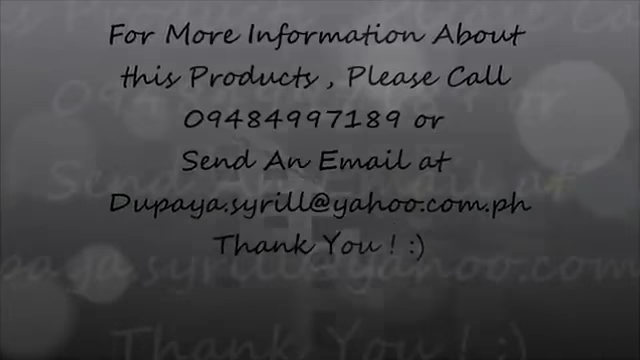 For More Information About
this Products , Please Call
09484997189 or
Send An Email at
Dupaya.syrill@yahoo.com.ph
Thank You ! :)